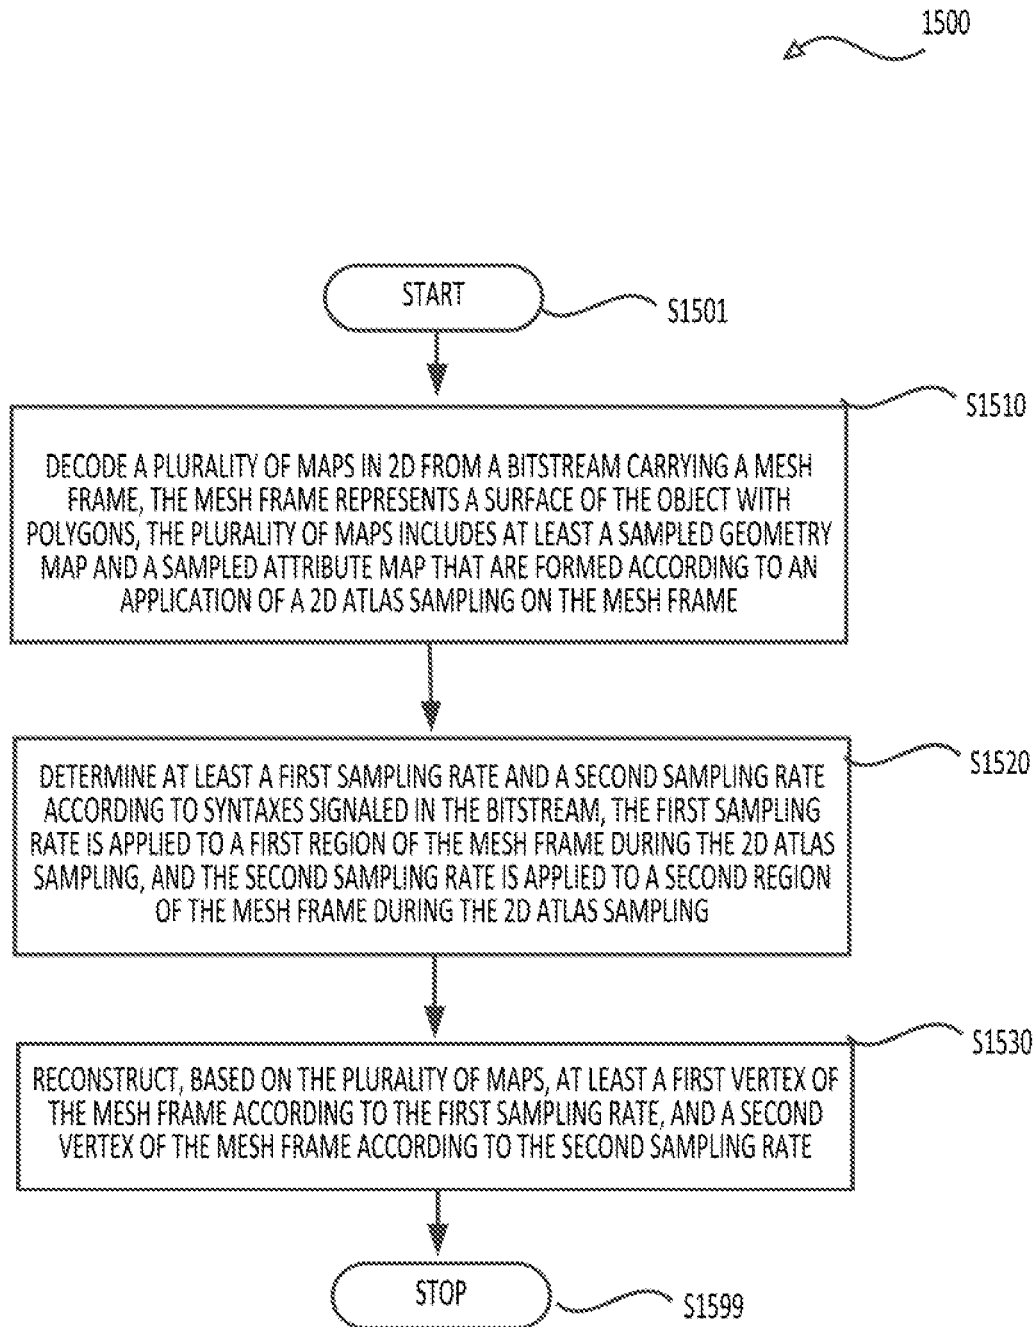 1500
START
S1501
S1510
DECODE A PLURALITY OF MAPS IN 2D FROM A BITSTREAM CARRYING A MESH
FRAME, THE MESH FRAME REPRESENTS A SURFACE OF THE OBJECT WITH
POLYGONS, THE PLURALITY OF MAPS INCLUDES AT LEAST A SAMPLED GEOMETRY
MAP AND A SAMPLED ATTRIBUTE MAP THAT ARE FORMED ACCORDING TO AN
APPLICATION OF A 2D ATLAS SAMPLING ON THE MESH FRAME
S1520
DETERMINE AT LEAST A FIRST SAMPLING RATE AND A SECOND SAMPLING RATE
ACCORDING TO SYNTAXES SIGNALED IN THE BITSTREAM, THE FIRST SAMPLING
RATE IS APPLIED TO A FIRST REGION OF THE MESH FRAME DURING THE 2D ATLAS
SAMPLING, AND THE SECOND SAMPLING RATE IS APPLIED TO A SECOND REGION
OF THE MESH FRAME DURING THE 2D ATLAS SAMPLING
S1530
RECONSTRUCT, BASED ON THE PLURALITY OF MAPS, AT LEAST A FIRST VERTEX OF
THE MESH FRAME ACCORDING TO THE FIRST SAMPLING RATE, AND A SECOND
VERTEX OF THE MESH FRAME ACCORDING TO THE SECOND SAMPLING RATE
STOP
S1599